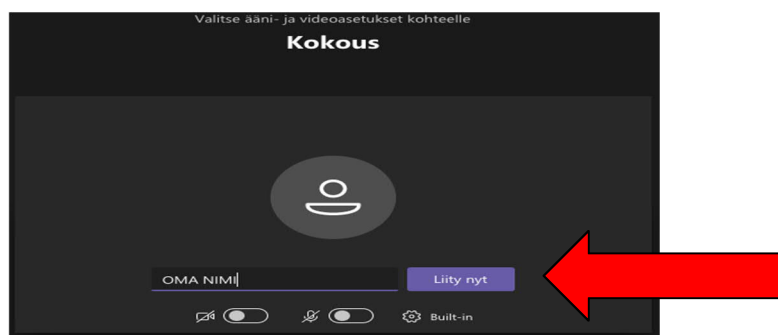 Valitse ääni- ja videoasetukset kohteelle
Kokous
OMA NIMI
Liity nyt
Built-in